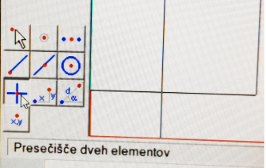 x y
d α
x,y
Presečišče dveh elementov